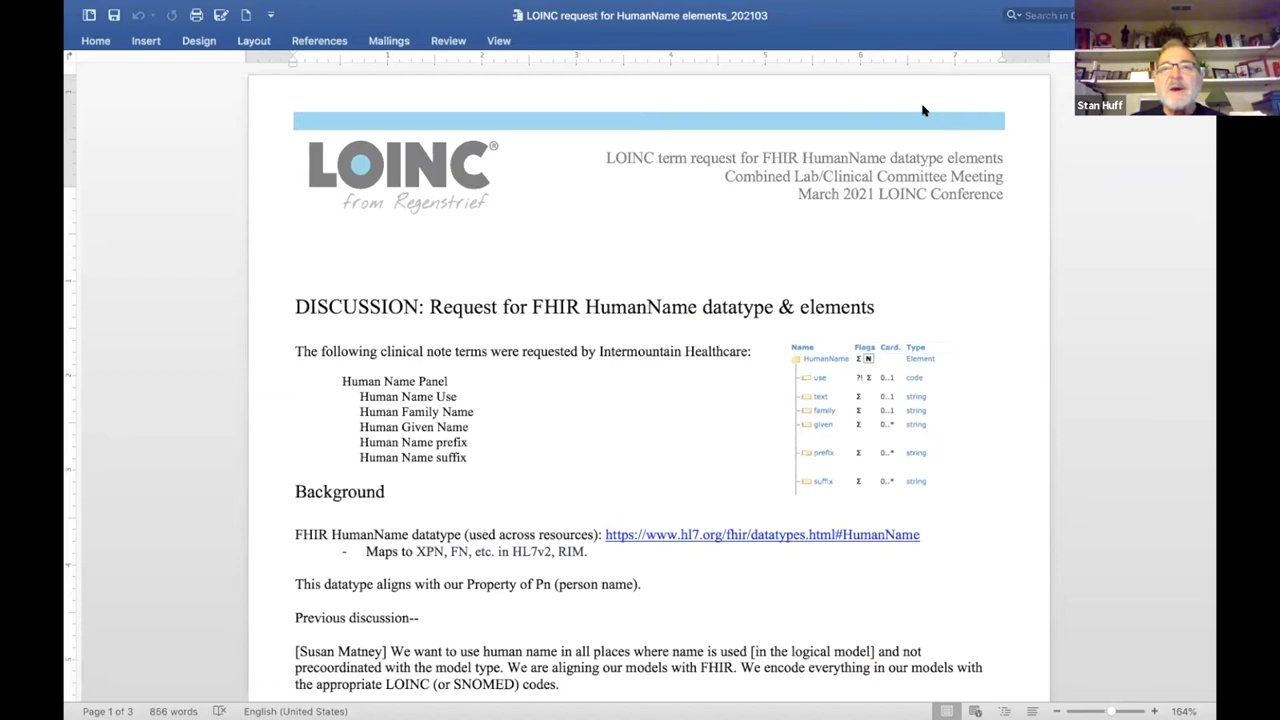 LOINC request for HumanName elements_202103
Search in D
Home Insert Design Layout References Mailings Review View
1 2 3 4 5 6 7
Stan Huff
LOINC®
from Regenstrief
LOINC term request for FHIR HumanName datatype elements
Combined Lab/Clinical Committee Meeting
March 2021 LOINC Conference
DISCUSSION: Request for FHIR HumanName datatype & elements
The following clinical note terms were requested by Intermountain Healthcare:
Human Name Panel
Human Name Use
Human Family Name
Human Given Name
Human Name prefix
Human Name suffix
Name Flags Card. Type
HumanName Σ N Element
use ?! Σ 0..1 code
text Σ 0..1 string
family Σ 0..1 string
given Σ 0..* string
prefix Σ 0..* string
suffix Σ 0..* string
Background
FHIR HumanName datatype (used across resources): https://www.hl7.org/fhir/datatypes.html#HumanName
- Maps to XPN, FN, etc. in HL7v2, RIM.
This datatype aligns with our Property of Pn (person name).
Previous discussion--
[Susan Matney] We want to use human name in all places where name is used [in the logical model] and not
precoordinated with the model type. We are aligning our models with FHIR. We encode everything in our models with
the appropriate LOINC (or SNOMED) codes.
Page 1 of 3 856 words English (United States) 164%